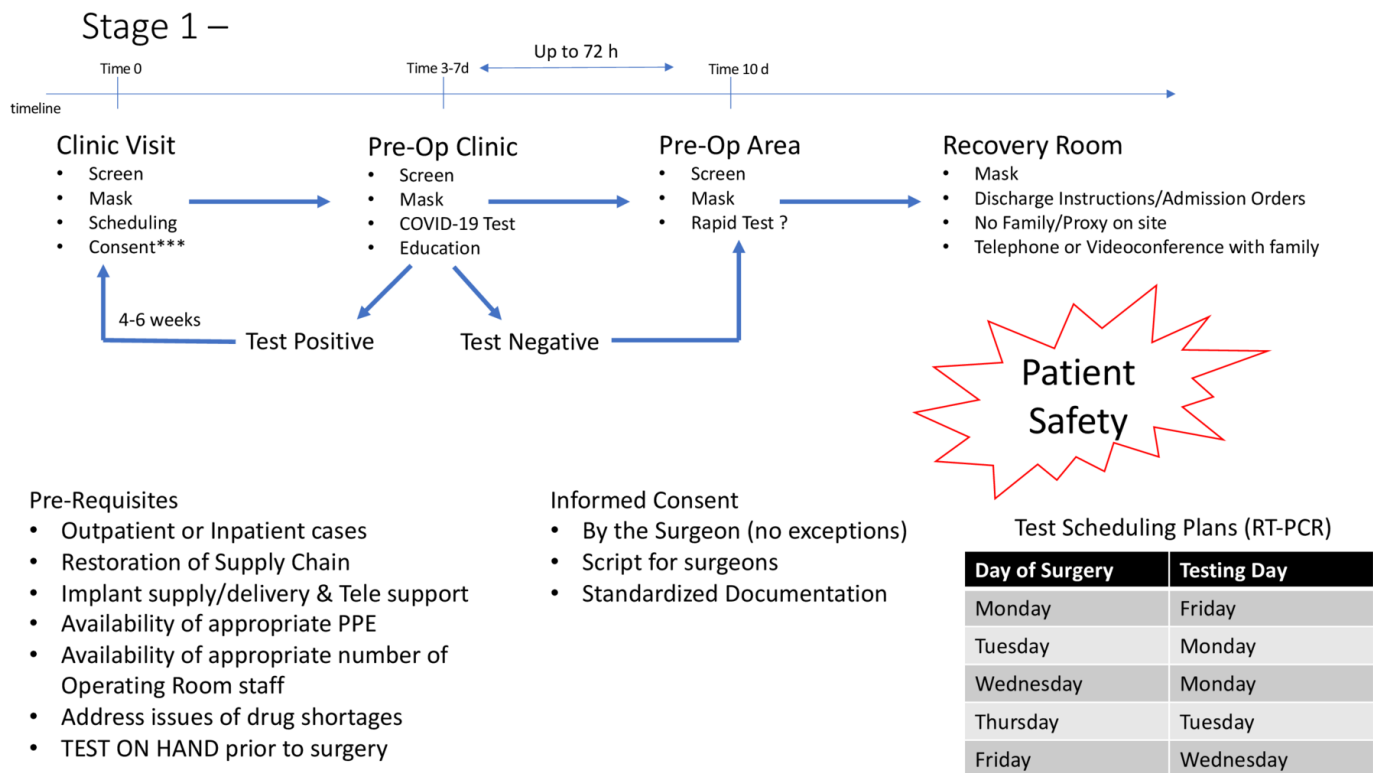 Stage 1 –
Up to 72 h
Time 0
Time 3-7d
Time 10 d
timeline
Clinic Visit
• Screen
• Mask
• Scheduling
• Consent***
Pre-Op Clinic
• Screen
• Mask
• COVID-19 Test
• Education
Pre-Op Area
• Screen
• Mask
• Rapid Test ?
Recovery Room
• Mask
• Discharge Instructions/Admission Orders
• No Family/Proxy on site
• Telephone or Videoconference with family
4-6 weeks
Test Positive
Test Negative
Patient
Safety
Pre-Requisites
• Outpatient or Inpatient cases
• Restoration of Supply Chain
• Implant supply/delivery & Tele support
• Availability of appropriate PPE
• Availability of appropriate number of
Operating Room staff
• Address issues of drug shortages
• TEST ON HAND prior to surgery
Informed Consent
• By the Surgeon (no exceptions)
• Script for surgeons
• Standardized Documentation
Test Scheduling Plans (RT-PCR)
Day of Surgery Testing Day
Monday Friday
Tuesday Monday
Wednesday Monday
Thursday Tuesday
Friday Wednesday